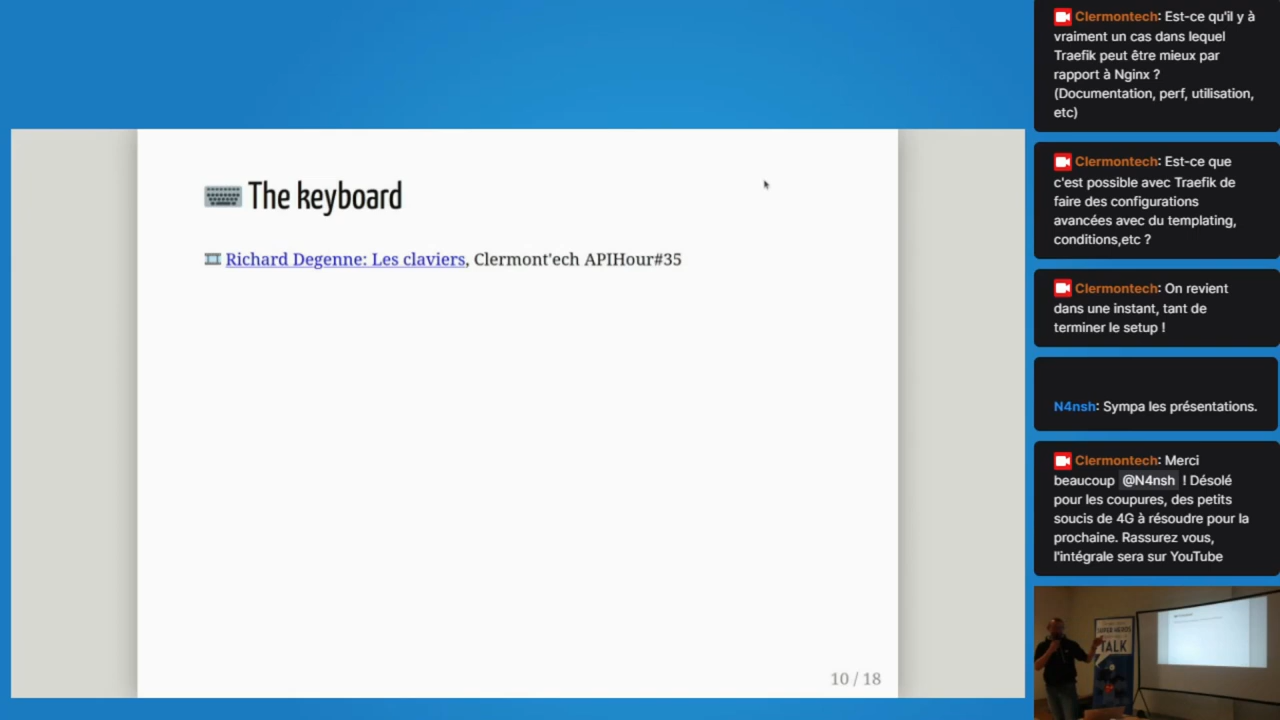 The keyboard
Richard Degenne: Les claviers, Clermont'ech APIHour#35
10 / 18
Clermontech: Est-ce qu'il y à
vraiment un cas dans lequel
Traefik peut être mieux par
rapport à Nginx ?
(Documentation, perf, utilisation,
etc)
Clermontech: Est-ce que
c'est possible avec Traefik de
faire des configurations
avancées avec du templating,
conditions,etc ?
Clermontech: On revient
dans une instant, tant de
terminer le setup !
N4nsh: Sympa les présentations.
Clermontech: Merci
beaucoup @N4nsh ! Désolé
pour les coupures, des petits
soucis de 4G à résoudre pour la
prochaine. Rassurez vous,
l'intégrale sera sur YouTube
TALK